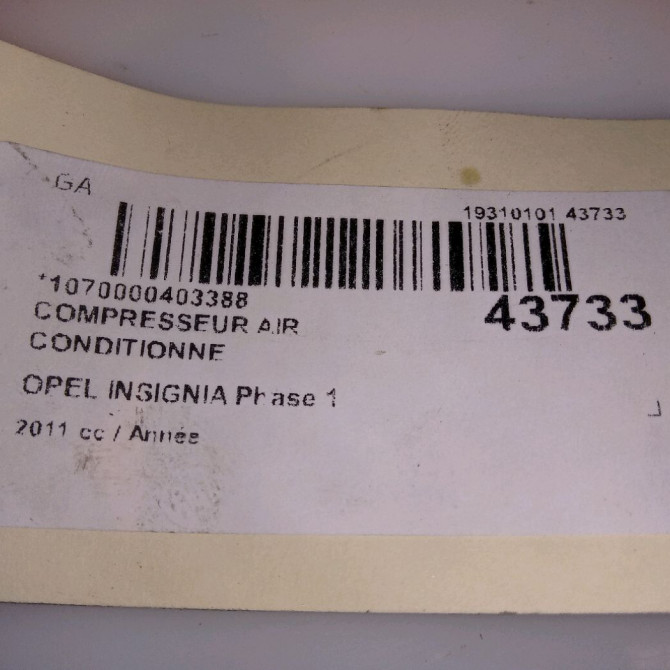 GA
19310101 43733
*1070000403388
43733
COMPRESSEUR AIR
CONDITIONNE
OPEL INSIGNIA Phase 1
2011 cc / Année